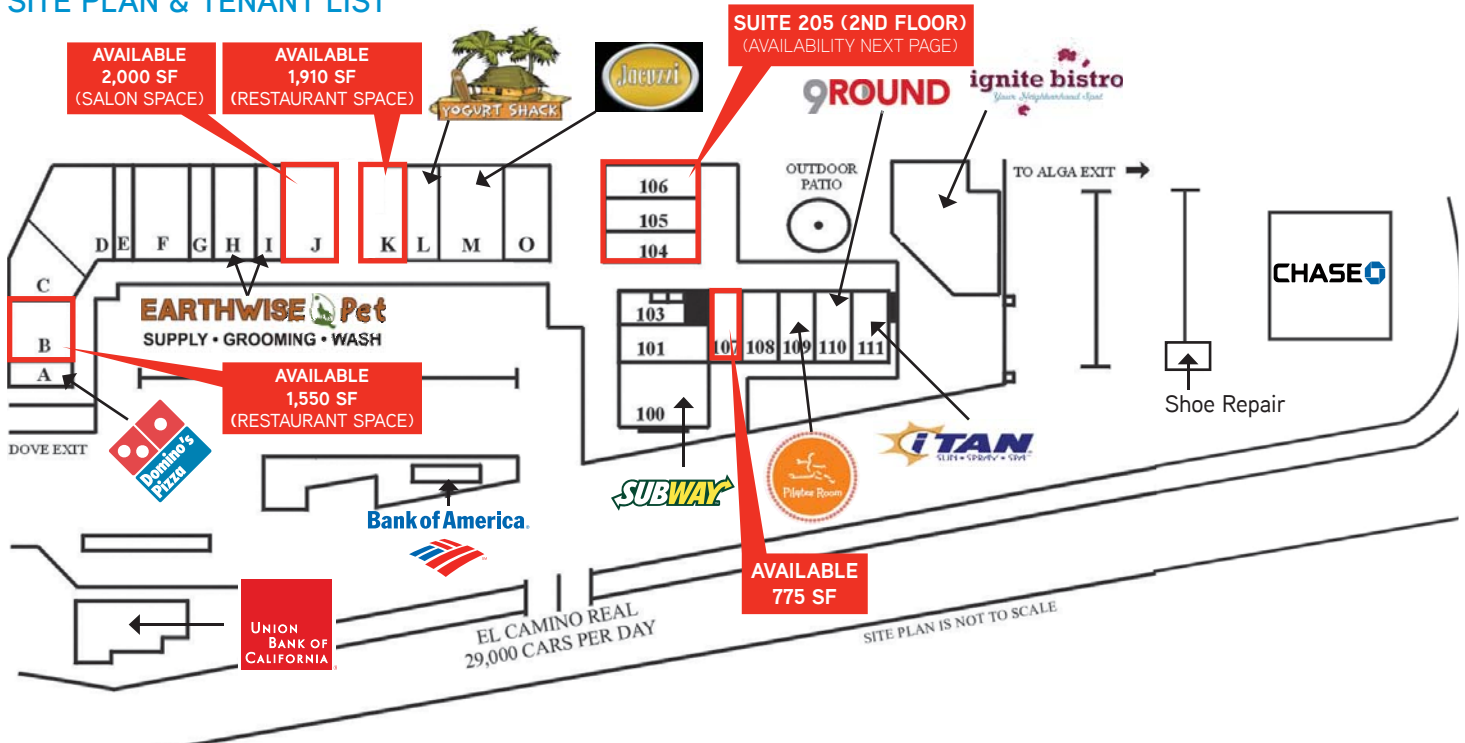 SITE PLAN & TENANT LIST
AVAILABLE
2,000 SF
(SALON SPACE)
AVAILABLE
1,910 SF
(RESTAURANT SPACE)
YOGURT SHACK
Jacuzzi
SUITE 205 (2ND FLOOR)
(AVAILABILITY NEXT PAGE)
9ROUND
ignite bistro
Your Neighborhood Spot
OUTDOOR
PATIO
TO ALGA EXIT
106
105
104
D E F G H I J K L M O
C
B
A
EARTHWISE Pet
SUPPLY • GROOMING • WASH
CHASE
103
101
107 108 109 110 111
100
AVAILABLE
1,550 SF
(RESTAURANT SPACE)
Shoe Repair
DOVE EXIT
Domino's
Pizza
SUBWAY
Pilates Room
iTAN
SUN • SPRAY • SPA
Bank of America
AVAILABLE
775 SF
UNION
BANK OF
CALIFORNIA
EL CAMINO REAL
29,000 CARS PER DAY
SITE PLAN IS NOT TO SCALE